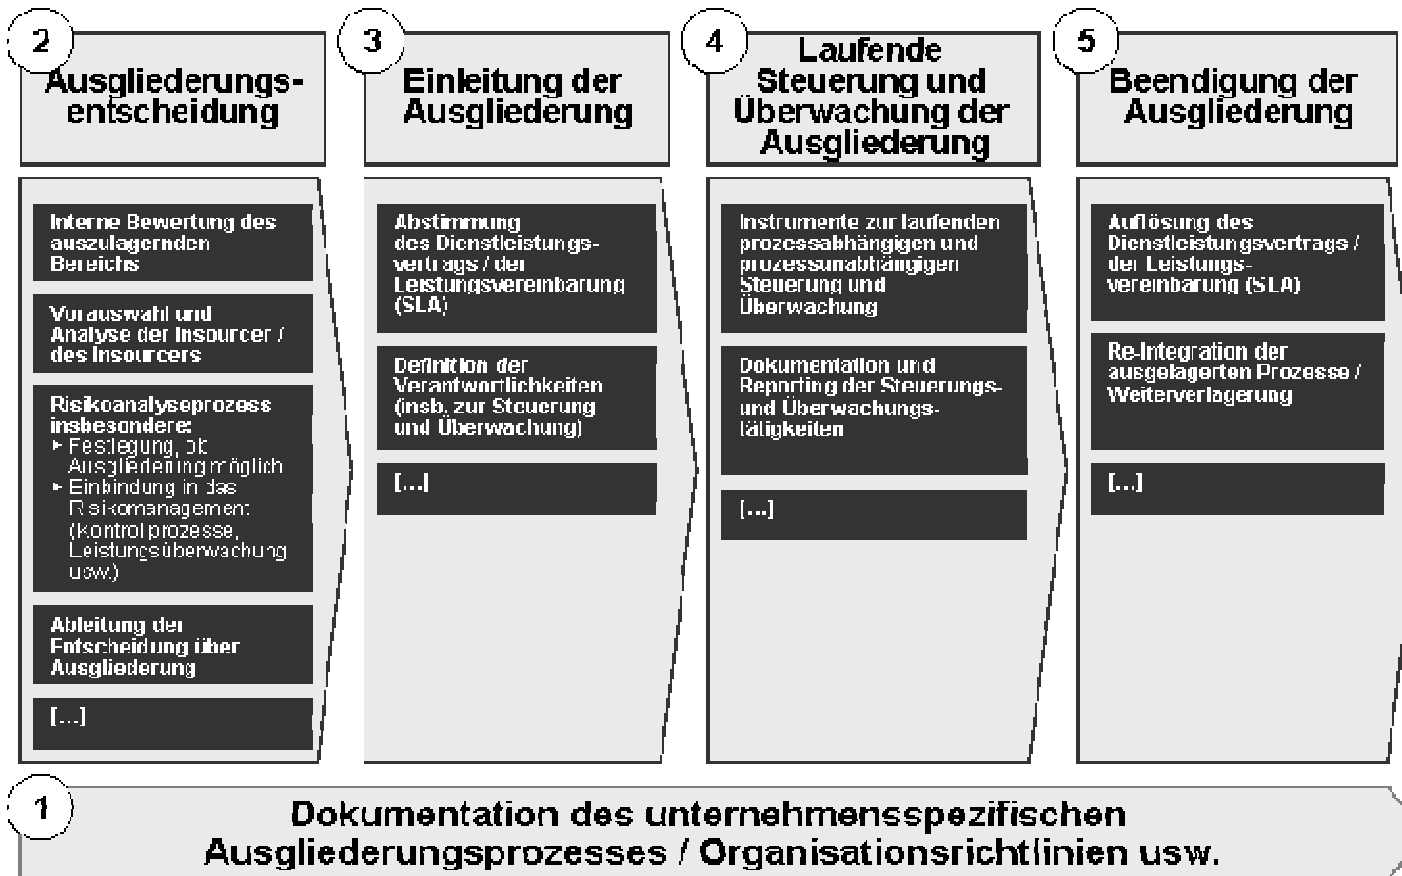 2
Ausgliederungs-
entscheidung
Interne Bewertung des
auszulagernden
Bereichs
Vorauswahl und
Analyse der Insourcer /
des Insourcers
Risikoanalyseprozess
insbesondere:
▸ Festlegung, ob
Ausgliederung möglich
▸ Einbindung in das
Risikomanagement
(Kontrollprozesse,
Leistungsüberwachung
usw.)
Ableitung der
Entscheidung über
Ausgliederung
[...]
3
Einleitung der
Ausgliederung
Abstimmung
des Dienstleistungs-
vertrags / der
Leistungsvereinbarung
(SLA)
Definition der
Verantwortlichkeiten
(insb. zur Steuerung
und Überwachung)
[...]
4
Laufende
Steuerung und
Überwachung der
Ausgliederung
Instrumente zur laufenden
prozessabhängigen und
prozessunabhängigen
Steuerung und
Überwachung
Dokumentation und
Reporting der Steuerungs-
und Überwachungs-
tätigkeiten
[...]
5
Beendigung der
Ausgliederung
Auflösung des
Dienstleistungsvertrags /
der Leistungs-
vereinbarung (SLA)
Re-Integration der
ausgelagerten Prozesse /
Weiterverlagerung
[...]
1
Dokumentation des unternehmensspezifischen
Ausgliederungsprozesses / Organisationsrichtlinien usw.